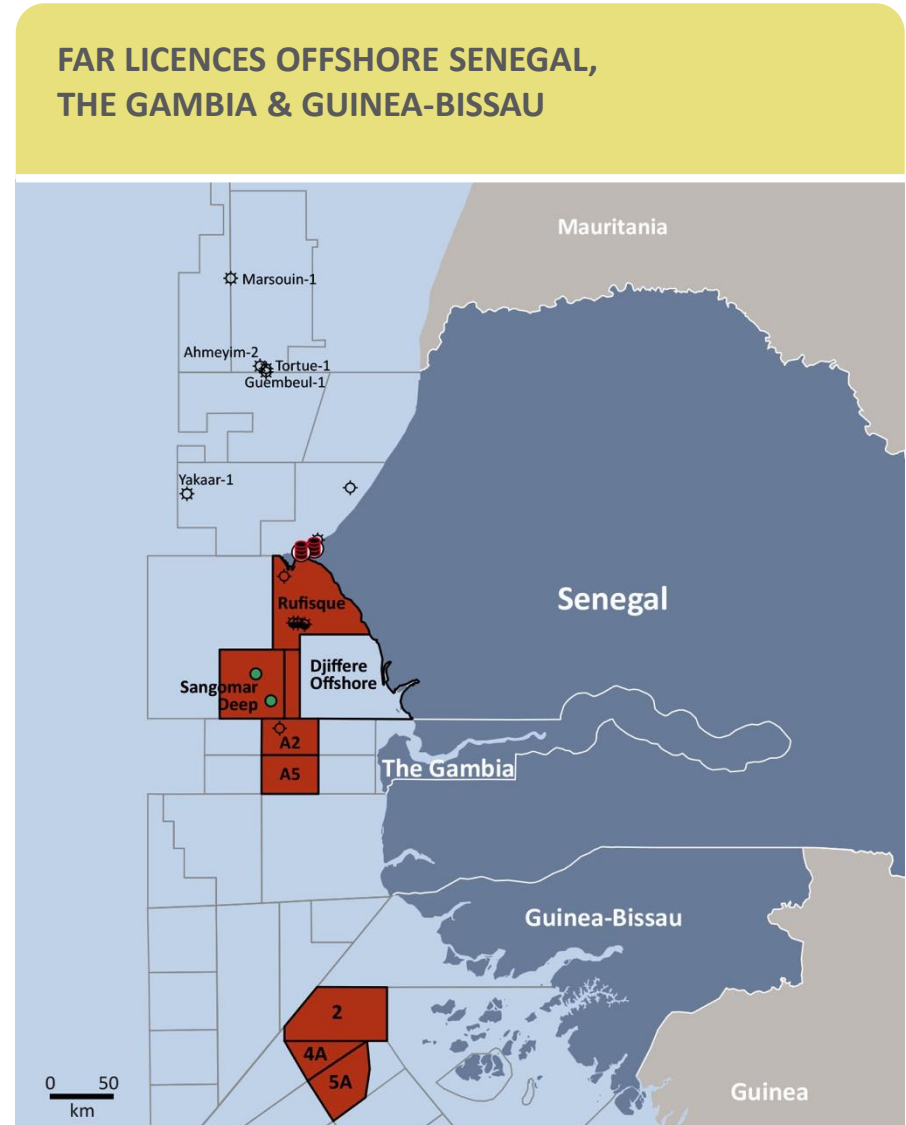 FAR LICENCES OFFSHORE SENEGAL,
THE GAMBIA & GUINEA-BISSAU
Mauritania
Marsouin-1
Ahmeyim-2
Tortue-1
Guembeul-1
Yakaar-1
Rufisque
Senegal
Djiffere
Offshore
Sangomar
Deep
A2
The Gambia
A5
Guinea-Bissau
2
4A
5A
0 50
km
Guinea